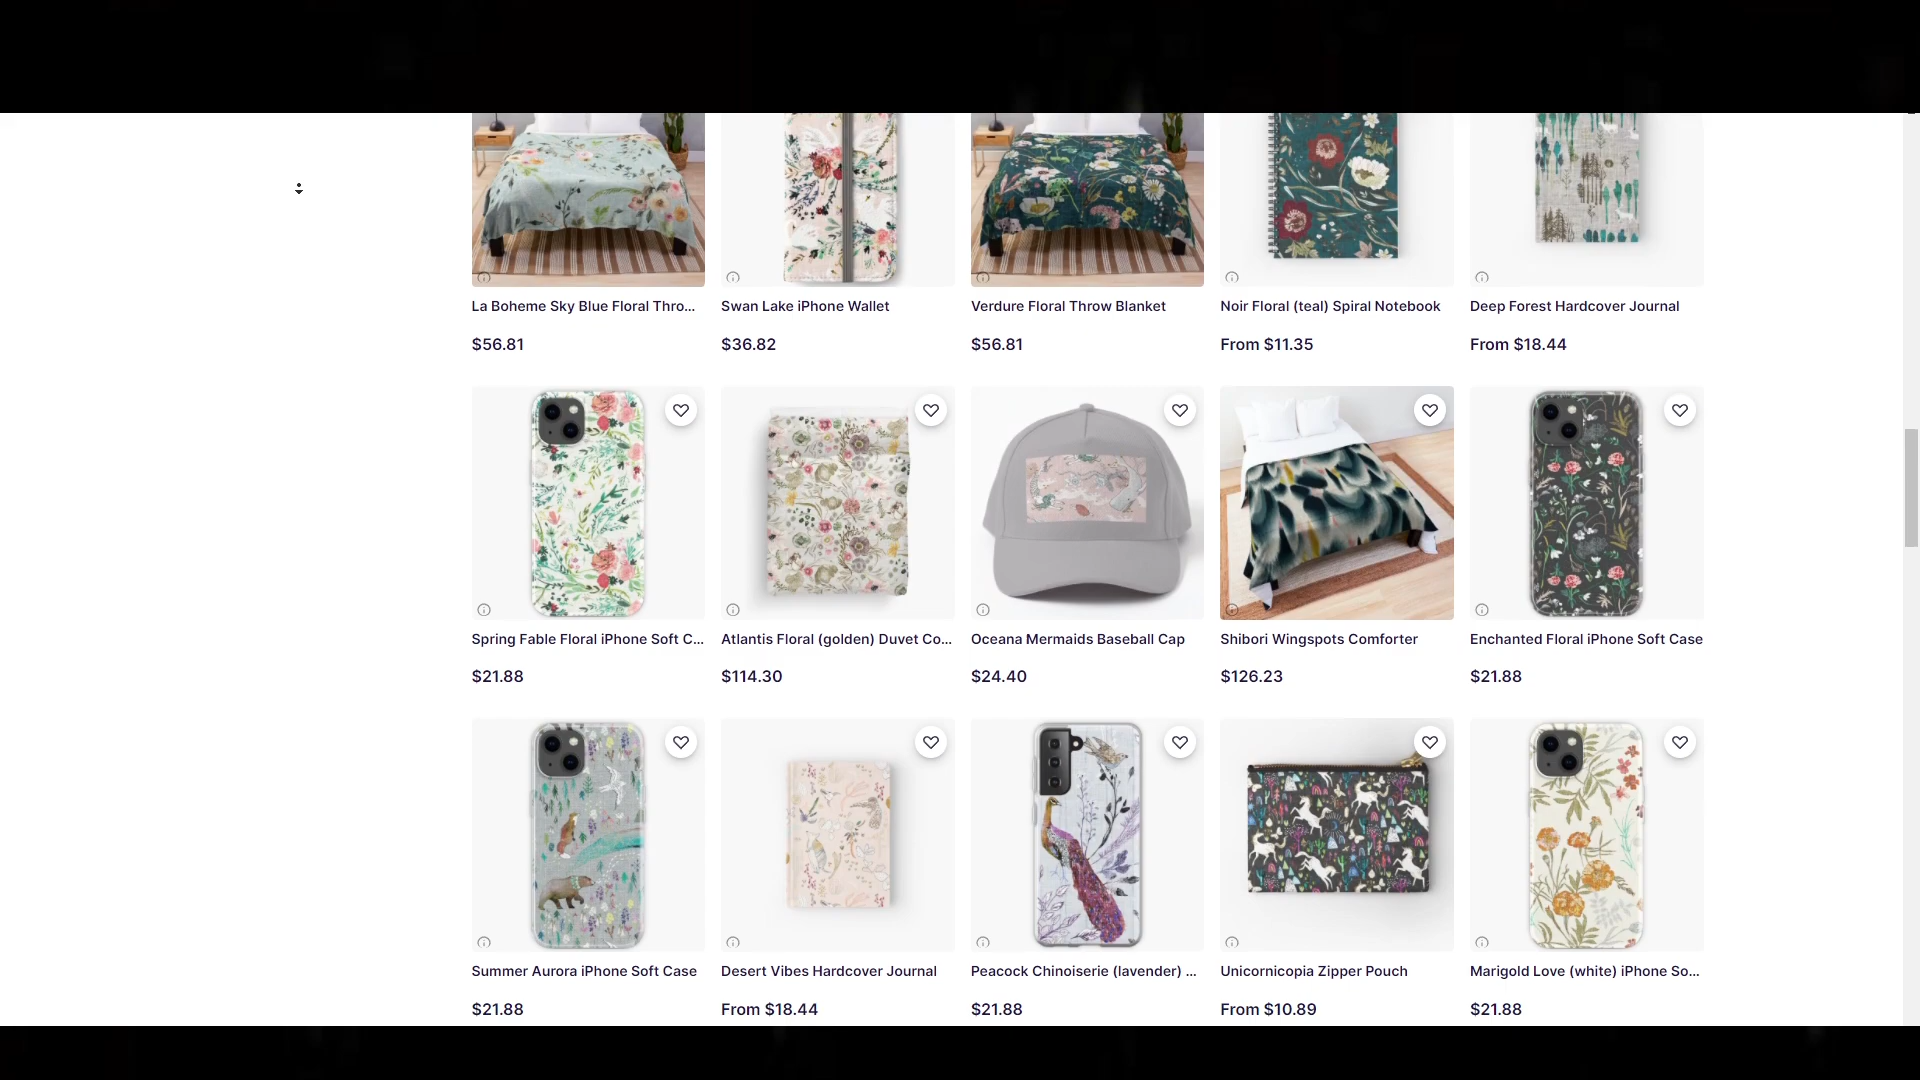 La Boheme Sky Blue Floral Thro...
Swan Lake iPhone Wallet
Verdure Floral Throw Blanket
Noir Floral (teal) Spiral Notebook
Deep Forest Hardcover Journal
$56.81
$36.82
$56.81
From $11.35
From $18.44
Spring Fable Floral iPhone Soft C...
Atlantis Floral (golden) Duvet Co...
Oceana Mermaids Baseball Cap
Shibori Wingspots Comforter
Enchanted Floral iPhone Soft Case
$21.88
$114.30
$24.40
$126.23
$21.88
Summer Aurora iPhone Soft Case
Desert Vibes Hardcover Journal
Peacock Chinoiserie (lavender) ...
Unicornicopia Zipper Pouch
Marigold Love (white) iPhone So...
$21.88
From $18.44
$21.88
From $10.89
$21.88